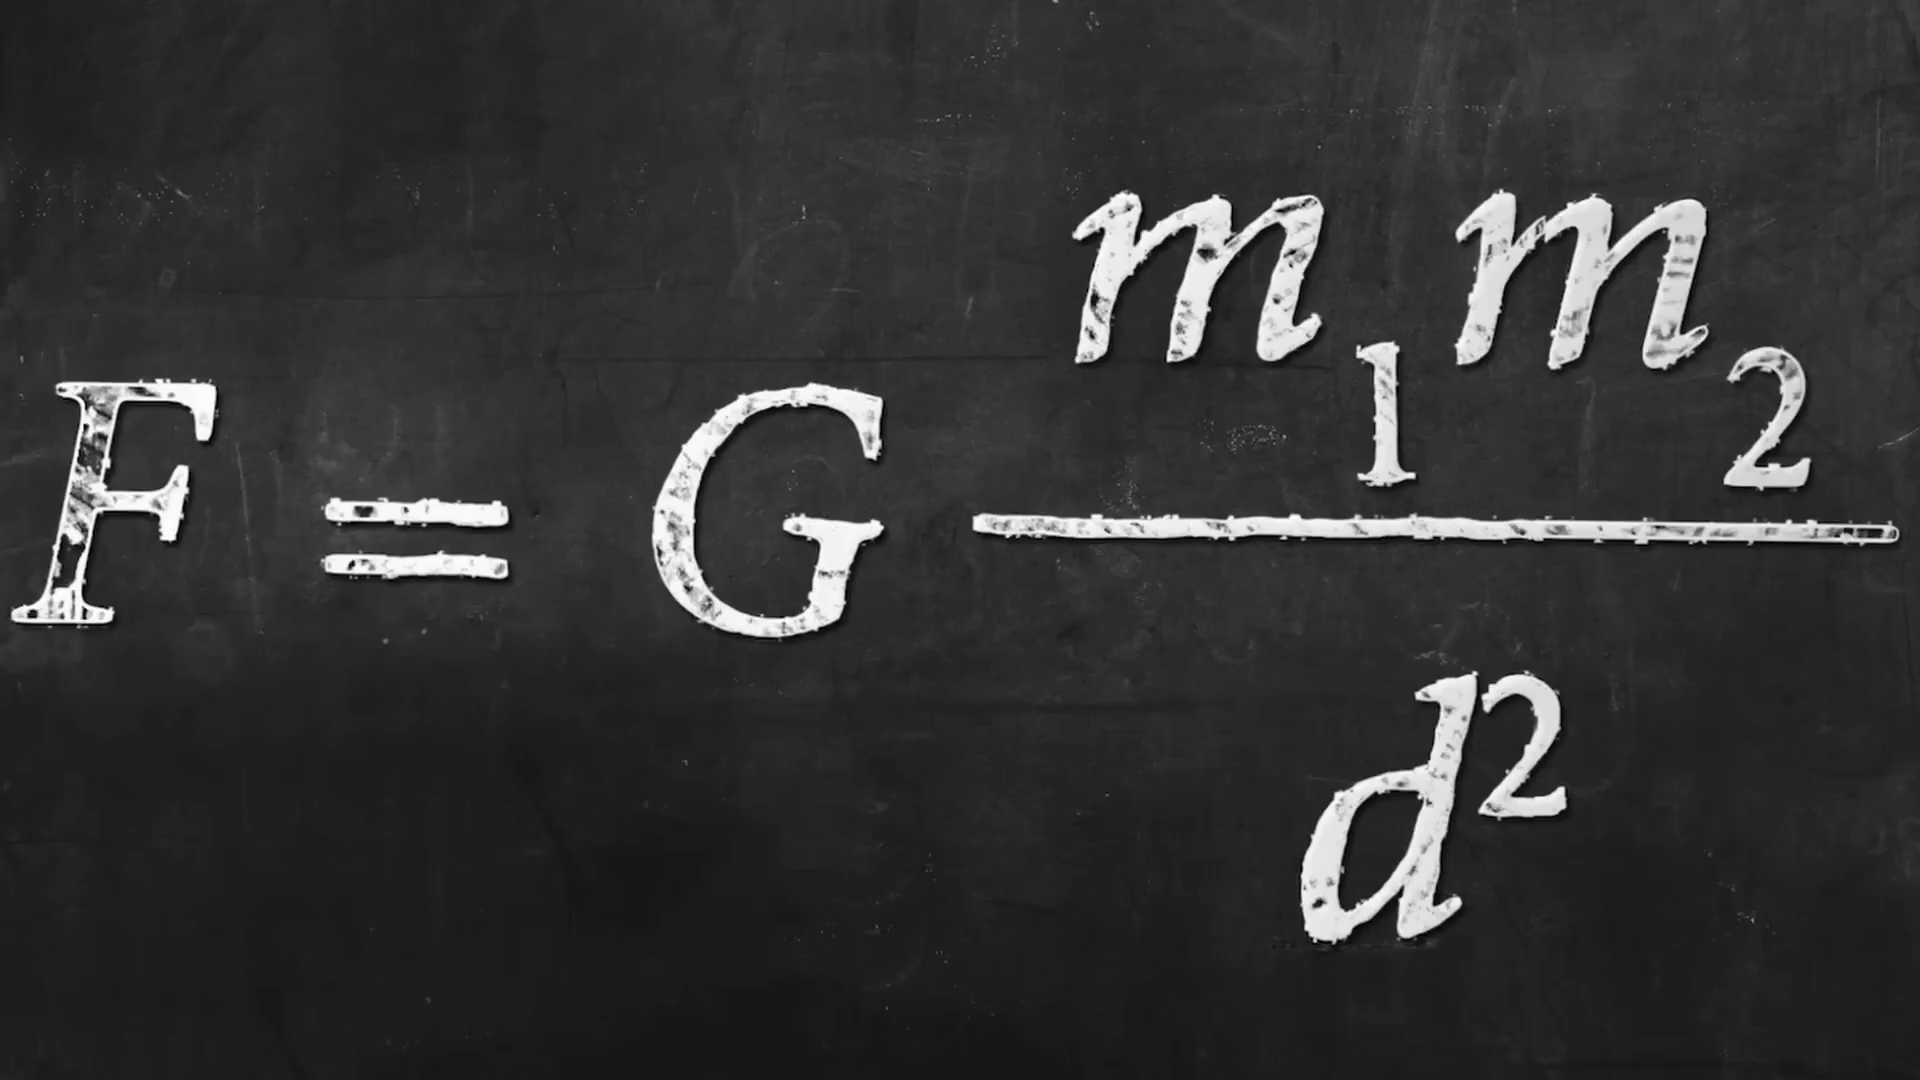 F = G m₁m₂ / d²